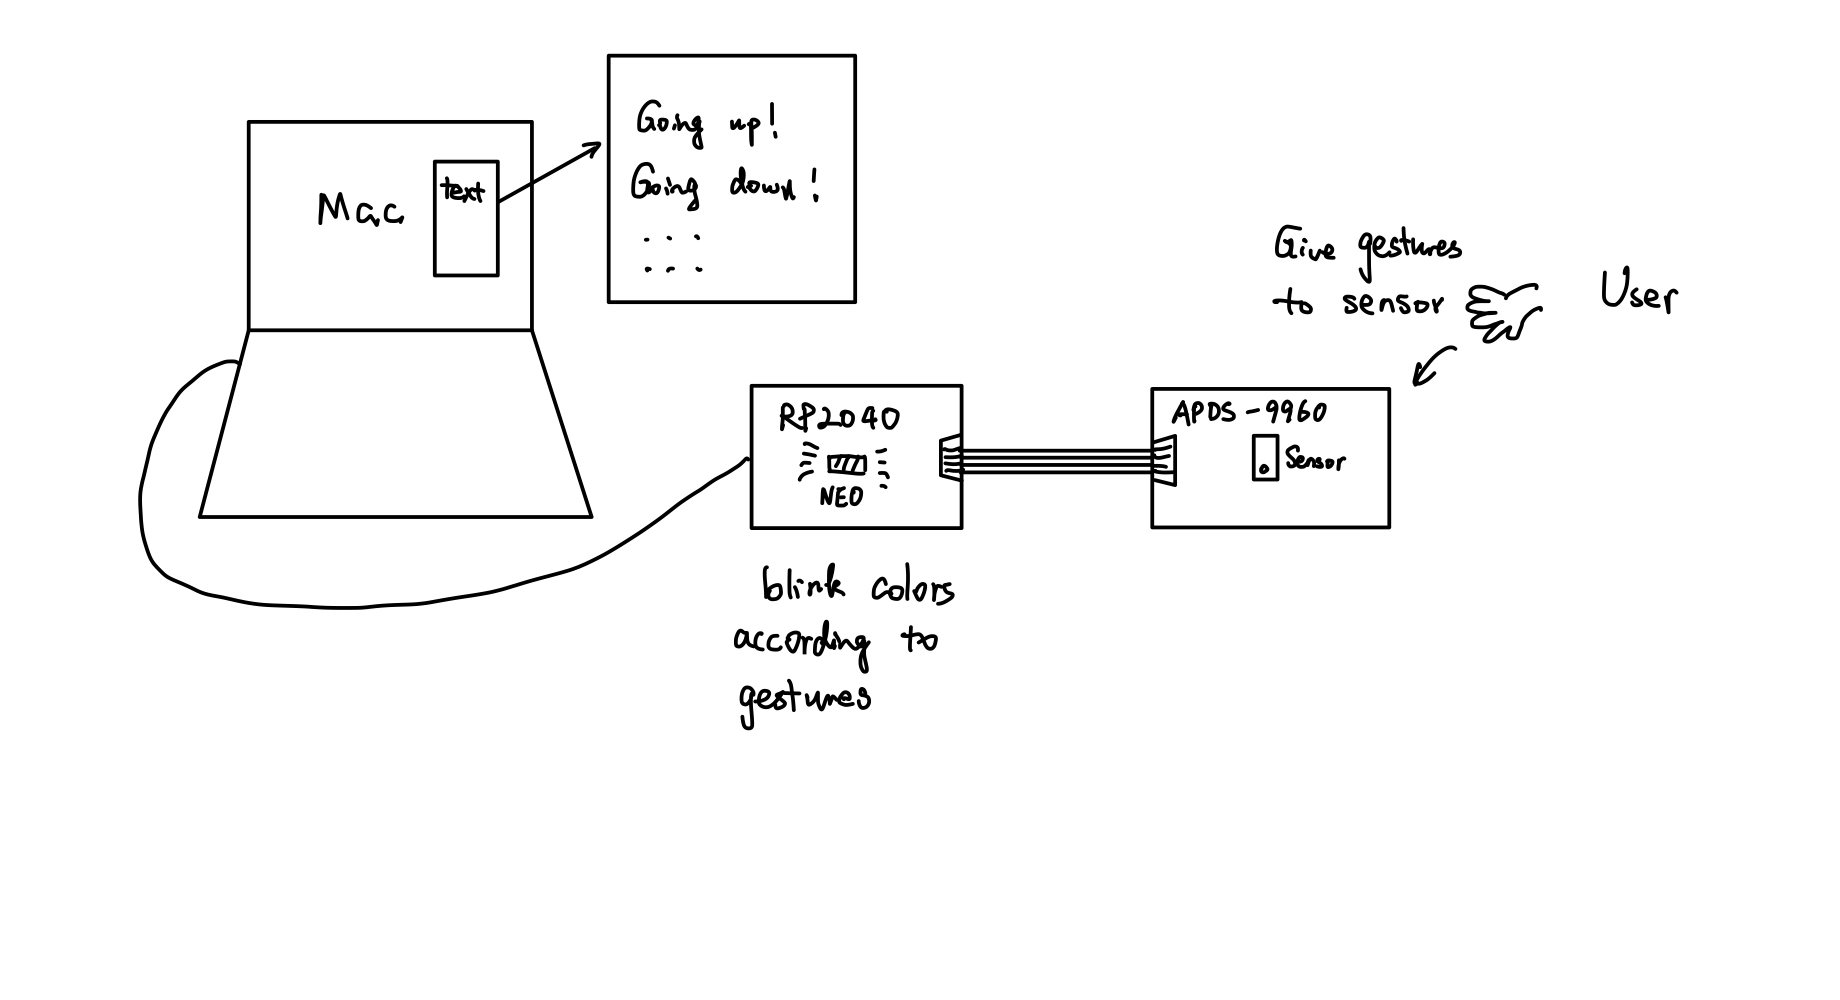 Mac
text
Going up!
Going down!
. . .
. . .
RP2040
NEO
blink colors
according to
gestures
APDS-9960
Sensor
Give gestures
to sensor
User